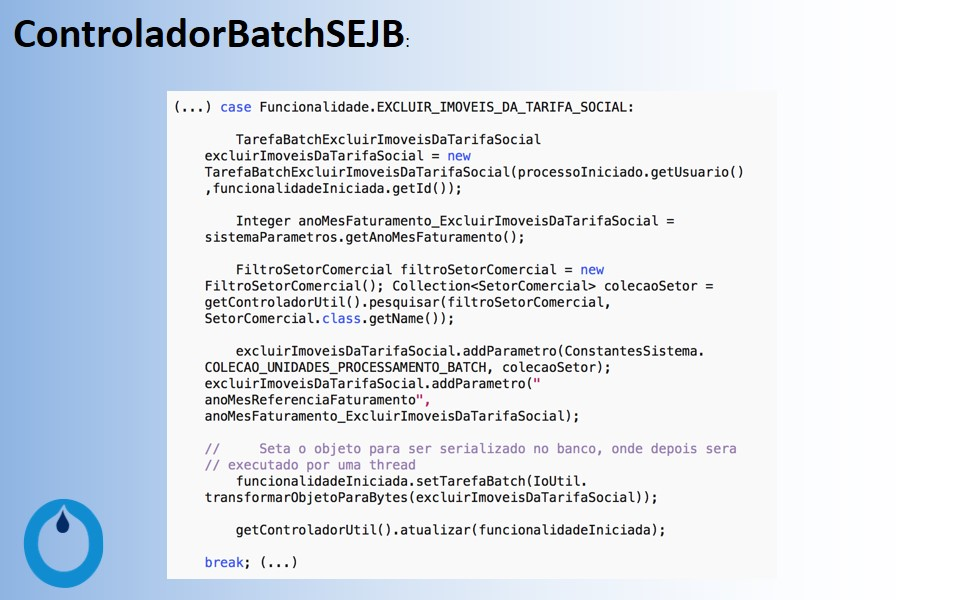 ControladorBatchSEJB:
(...) case Funcionalidade.EXCLUIR_IMOVEIS_DA_TARIFA_SOCIAL:
TarefaBatchExcluirImoveisDaTarifaSocial
excluirImoveisDaTarifaSocial = new
TarefaBatchExcluirImoveisDaTarifaSocial(processoIniciado.getUsuario()
,funcionalidadeIniciada.getId());
Integer anoMesFaturamento_ExcluirImoveisDaTarifaSocial =
sistemaParametros.getAnoMesFaturamento();
FiltroSetorComercial filtroSetorComercial = new
FiltroSetorComercial(); Collection<SetorComercial> colecaoSetor =
getControladorUtil().pesquisar(filtroSetorComercial,
SetorComercial.class.getName());
excluirImoveisDaTarifaSocial.addParametro(ConstantesSistema.
COLECAO_UNIDADES_PROCESSAMENTO_BATCH, colecaoSetor);
excluirImoveisDaTarifaSocial.addParametro("
anoMesReferenciaFaturamento",
anoMesFaturamento_ExcluirImoveisDaTarifaSocial);
// Seta o objeto para ser serializado no banco, onde depois sera
// executado por uma thread
funcionalidadeIniciada.setTarefaBatch(IoUtil.
transformarObjetoParaBytes(excluirImoveisDaTarifaSocial));
getControladorUtil().atualizar(funcionalidadeIniciada);
break; (...)